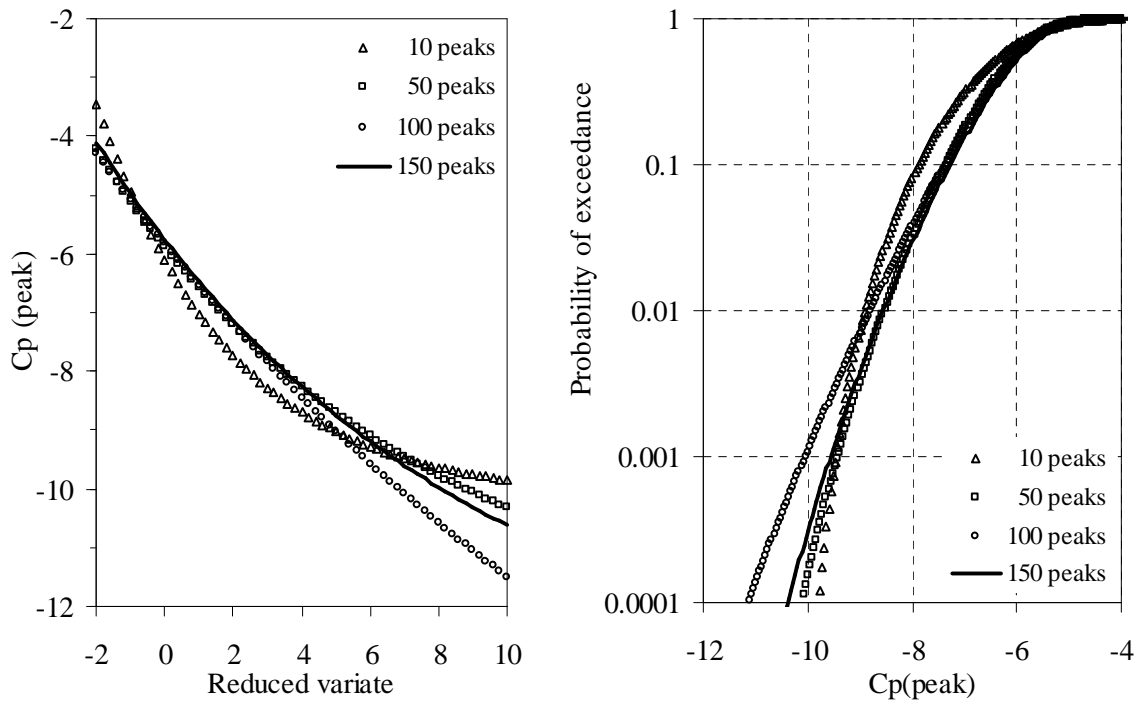 -2
-4
-6
-8
-10
-12
Cp (peak)
10 peaks
50 peaks
100 peaks
150 peaks
-2 0 2 4 6 8 10
Reduced variate
1
0.1
0.01
0.001
0.0001
Probability of exceedance
10 peaks
50 peaks
100 peaks
150 peaks
-12 -10 -8 -6 -4
Cp(peak)